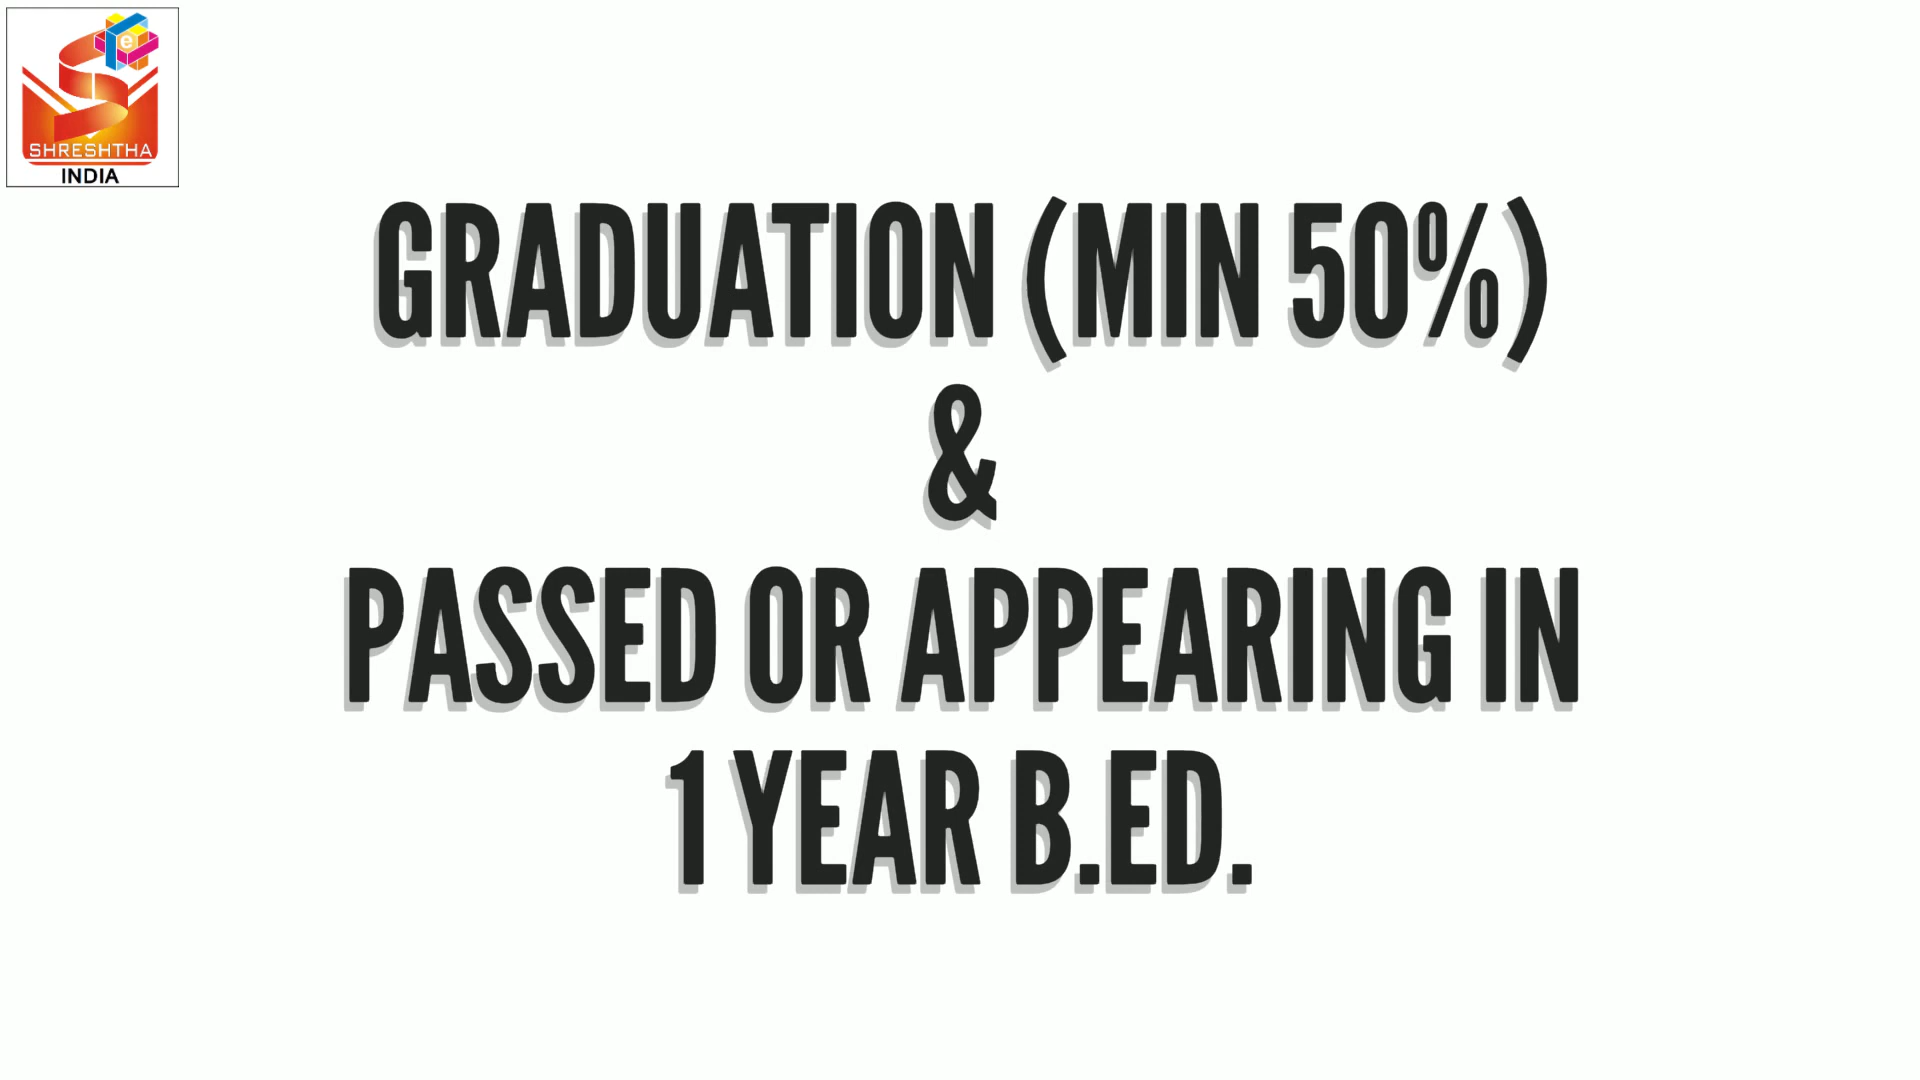 e
SHRESHTHA
INDIA
GRADUATION (MIN 50%)
&
PASSED OR APPEARING IN
1 YEAR B.ED.